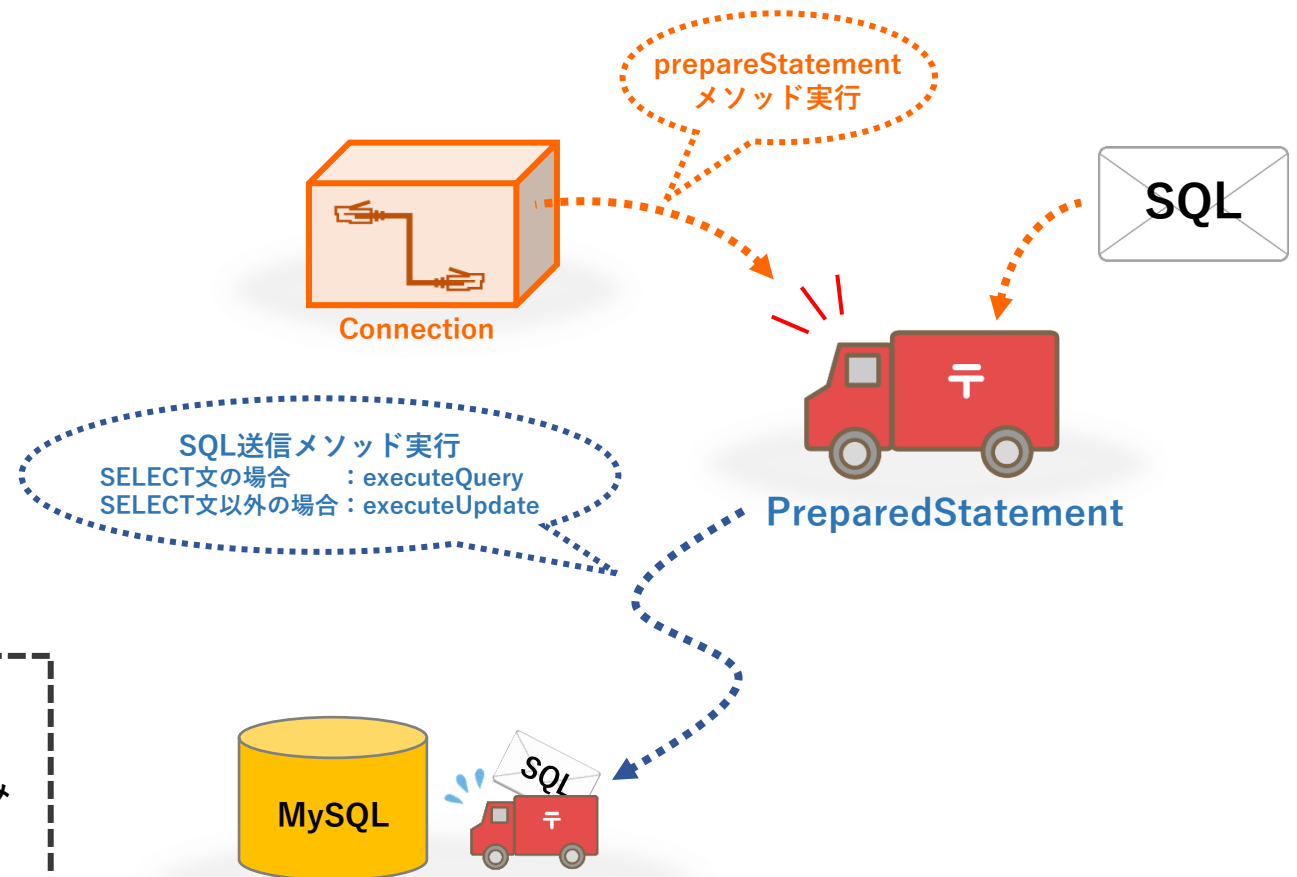 prepareStatement
メソッド実行
SQL
Connection
〒
PreparedStatement
SQL送信メソッド実行
SELECT文の場合　　：executeQuery
SELECT文以外の場合：executeUpdate
み
MySQL
SQL
〒